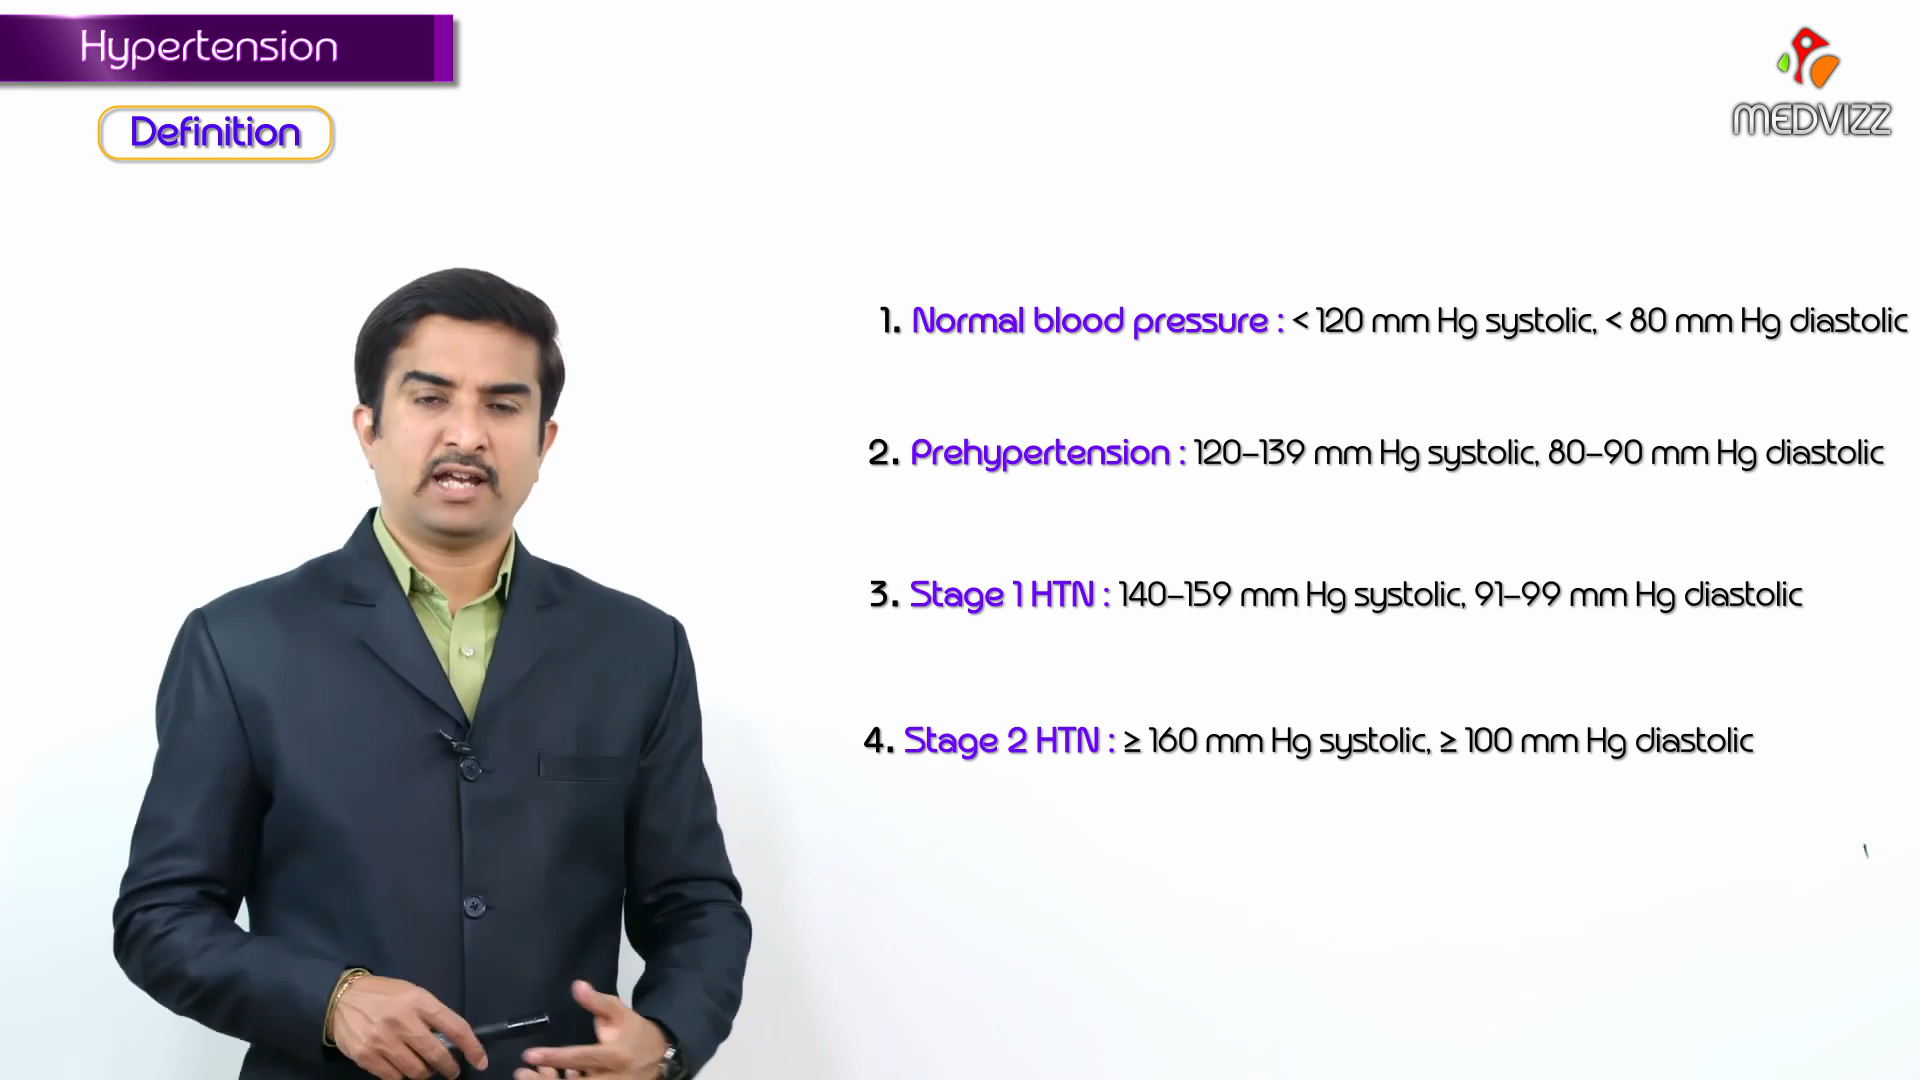 Hypertension
MEDVIZZ
Definition
1. Normal blood pressure : < 120 mm Hg systolic, < 80 mm Hg diastolic
2. Prehypertension : 120–139 mm Hg systolic, 80–90 mm Hg diastolic
3. Stage 1 HTN : 140–159 mm Hg systolic, 91–99 mm Hg diastolic
4. Stage 2 HTN : ≥ 160 mm Hg systolic, ≥ 100 mm Hg diastolic